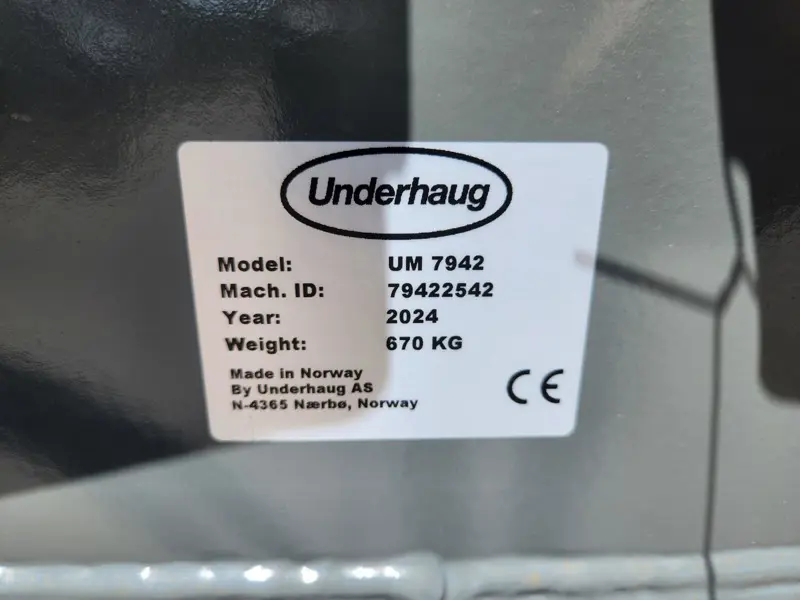 Underhaug
Model: UM 7942
Mach. ID: 79422542
Year: 2024
Weight: 670 KG
Made in Norway
By Underhaug AS
N-4365 Nærbø, Norway
CE